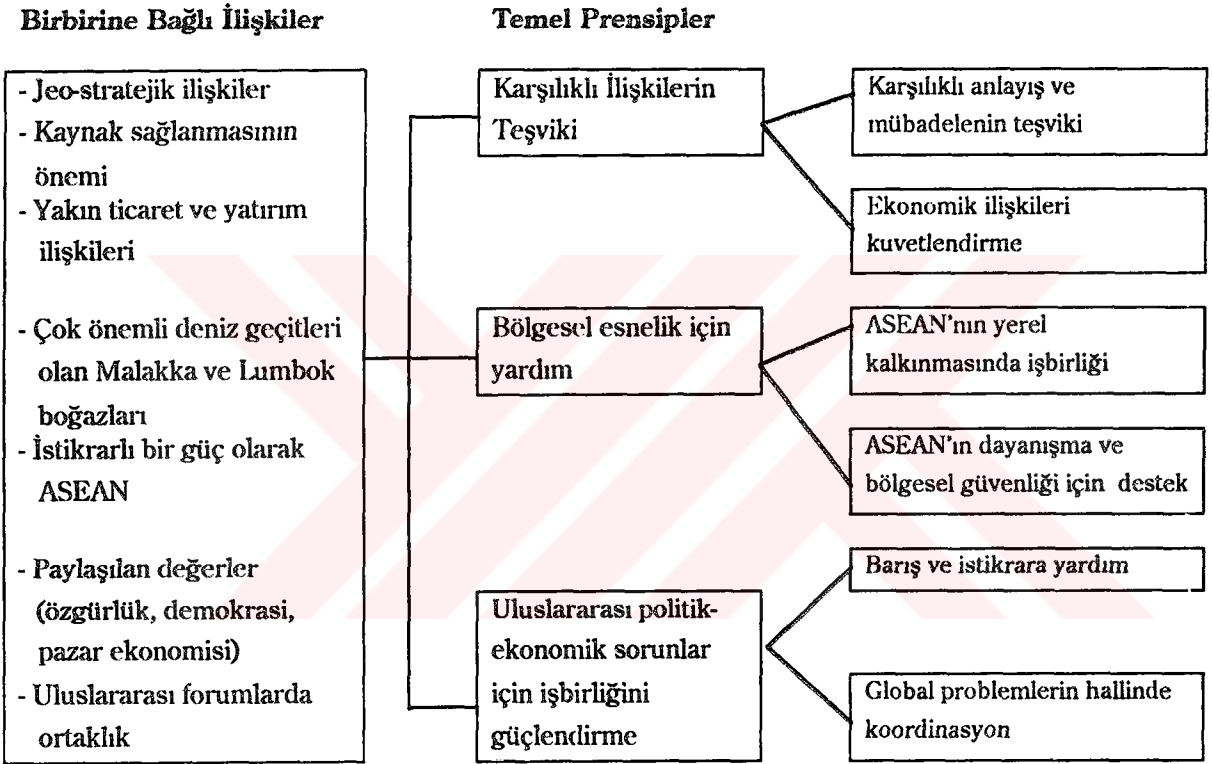 Birbirine Bağlı İlişkiler
Temel Prensipler
- Jeo-stratejik ilişkiler
- Kaynak sağlanmasının
önemi
- Yakın ticaret ve yatırım
ilişkileri
- Çok önemli deniz geçitleri
olan Malakka ve Lumbok
boğazları
- İstikrarlı bir güç olarak
ASEAN
- Paylaşılan değerler
(özgürlük, demokrasi,
pazar ekonomisi)
- Uluslararası forumlarda
ortaklık
Karşılıklı İlişkilerin
Teşviki
Bölgesel esnelik için
yardım
Uluslararası politik-
ekonomik sorunlar
için işbirliğini
güçlendirme
Karşılıklı anlayış ve
mübadelenin teşviki
Ekonomik ilişkileri
kuvetlendirme
ASEAN'nın yerel
kalkınmasında işbirliği
ASEAN'ın dayanışma ve
bölgesel güvenliği için destek
Barış ve istikrara yardım
Global problemlerin hallinde
koordinasyon